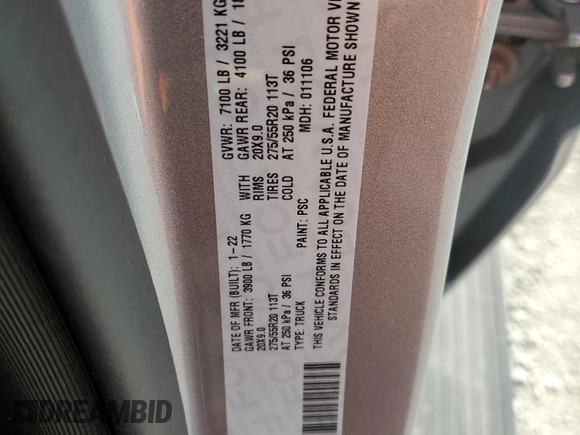 DATE OF MFR (BUILT): 1-22 GVWR: 7100 LB / 3221 KG
GAWR FRONT: 3900 LB / 1770 KG WITH GAWR REAR: 4100 LB /
20X9.0 RIMS 20X9.0
275/55R20 113T TIRES 275/55R20 113T
AT 250 kPa / 36 PSI COLD AT 250 kPa / 36 PSI
TYPE: TRUCK PAINT: PSC MDH: 011106
THIS VEHICLE CONFORMS TO ALL APPLICABLE U.S.A. FEDERAL MOTOR
STANDARDS IN EFFECT ON THE DATE OF MANUFACTURE SHOWN
DREAMBID